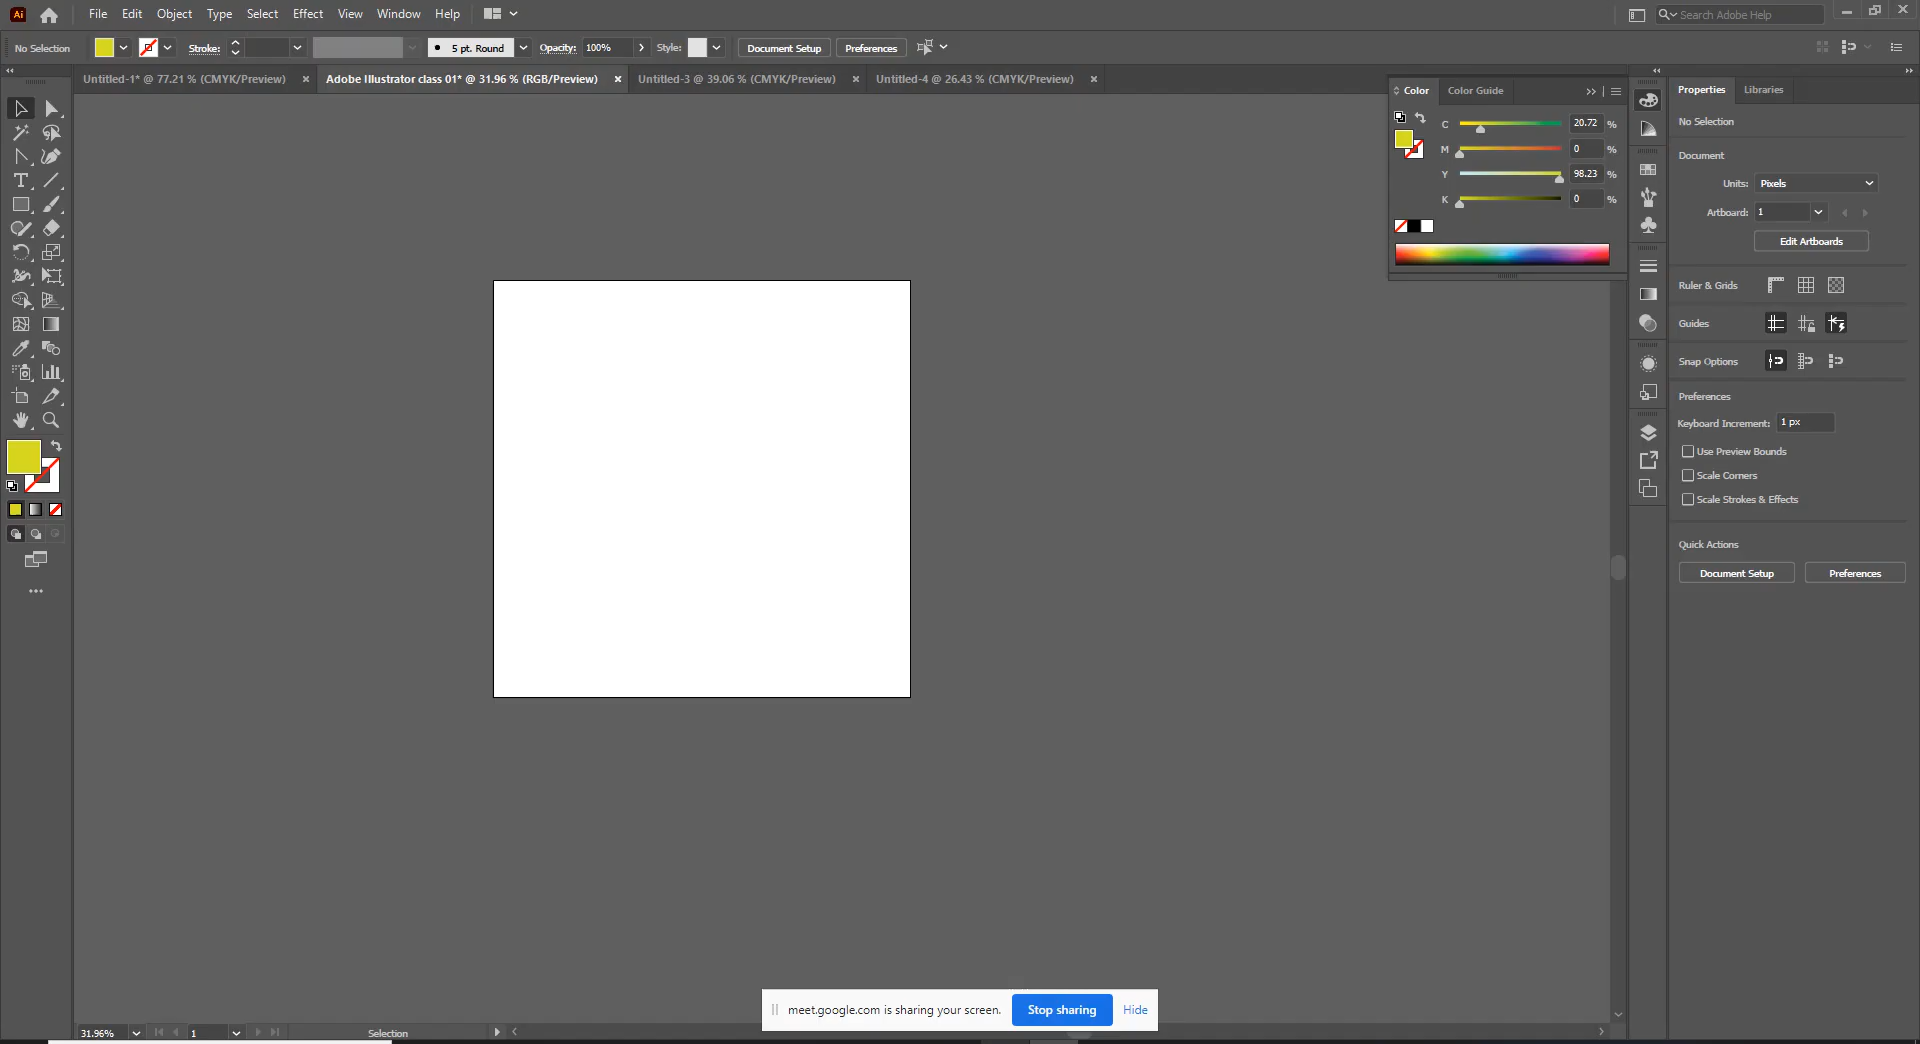 Ai File Edit Object Type Select Effect View Window Help Search Adobe Help
No Selection Stroke: 5 pt. Round Opacity: 100% Style: Document Setup Preferences
Untitled-1* @ 77.21 % (CMYK/Preview) Adobe Illustrator class 01* @ 31.96 % (RGB/Preview) Untitled-3 @ 39.06 % (CMYK/Preview) Untitled-4 @ 26.43 % (CMYK/Preview)
Color Color Guide
C 20.72 %
M 0 %
Y 98.23 %
K 0 %
Properties Libraries
No Selection
Document
Units: Pixels
Artboard: 1
Edit Artboards
Ruler & Grids
Guides
Snap Options
Preferences
Keyboard Increment: 1 px
Use Preview Bounds
Scale Corners
Scale Strokes & Effects
Quick Actions
Document Setup Preferences
meet.google.com is sharing your screen. Stop sharing Hide
31.96% 1 Selection